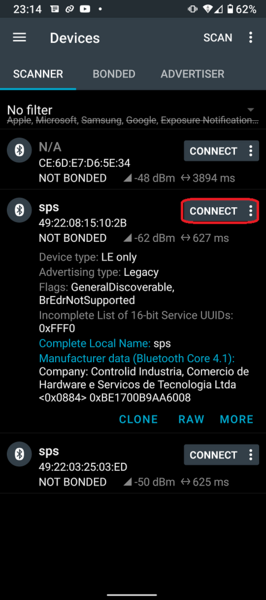 23:14 62%
Devices SCAN
SCANNER BONDED ADVERTISER
No filter
Apple, Microsoft, Samsung, Google, Exposure Notification...
N/A CONNECT
CE:6D:E7:D6:5E:34
NOT BONDED -48 dBm 3894 ms
sps CONNECT
49:22:08:15:10:2B
NOT BONDED -62 dBm 627 ms
Device type: LE only
Advertising type: Legacy
Flags: GeneralDiscoverable,
BrEdrNotSupported
Incomplete List of 16-bit Service UUIDs:
0xFFF0
Complete Local Name: sps
Manufacturer data (Bluetooth Core 4.1):
Company: Controlid Industria, Comercio de
Hardware e Servicos de Tecnologia Ltda
<0x0884> 0xBE1700B9AA6008
CLONE RAW MORE
sps CONNECT
49:22:03:25:03:ED
NOT BONDED -50 dBm 625 ms